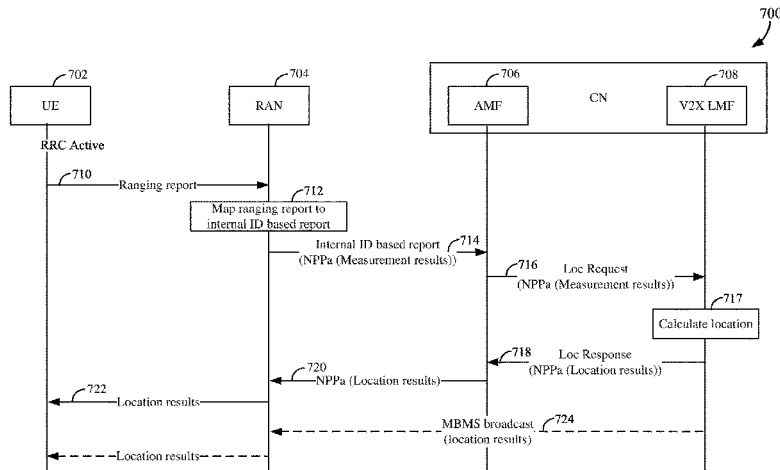 700
702
704
706
708
UE
RAN
AMF
CN
V2X LMF
RRC Active
710
Ranging report
712
Map ranging report to
internal ID based report
Internal ID based report
714
(NPPa (Measurement results))
716
Loc Request
(NPPa (Measurement results))
717
Calculate location
718
Loc Response
(NPPa (Location results))
720
NPPa (Location results)
722
Location results
MBMS broadcast
724
(location results)
Location results